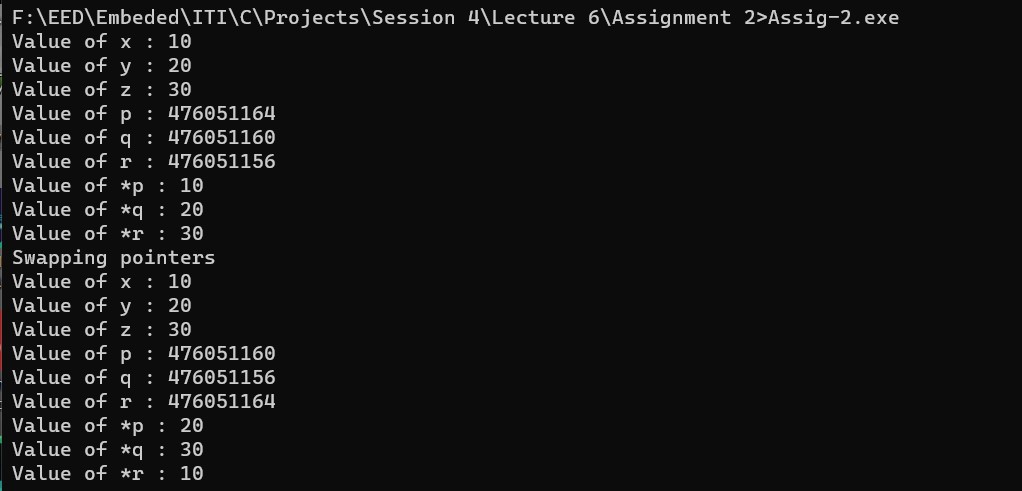 F:\EED\Embeded\ITI\C\Projects\Session 4\Lecture 6\Assignment 2>Assig-2.exe
Value of x : 10
Value of y : 20
Value of z : 30
Value of p : 476051164
Value of q : 476051160
Value of r : 476051156
Value of *p : 10
Value of *q : 20
Value of *r : 30
Swapping pointers
Value of x : 10
Value of y : 20
Value of z : 30
Value of p : 476051160
Value of q : 476051156
Value of r : 476051164
Value of *p : 20
Value of *q : 30
Value of *r : 10